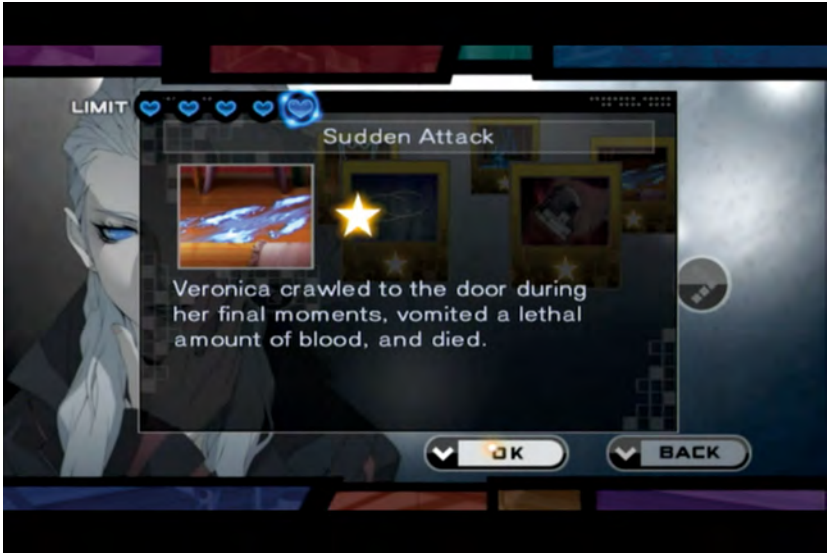 LIMIT
Sudden Attack
Veronica crawled to the door during
her final moments, vomited a lethal
amount of blood, and died.
OK
BACK